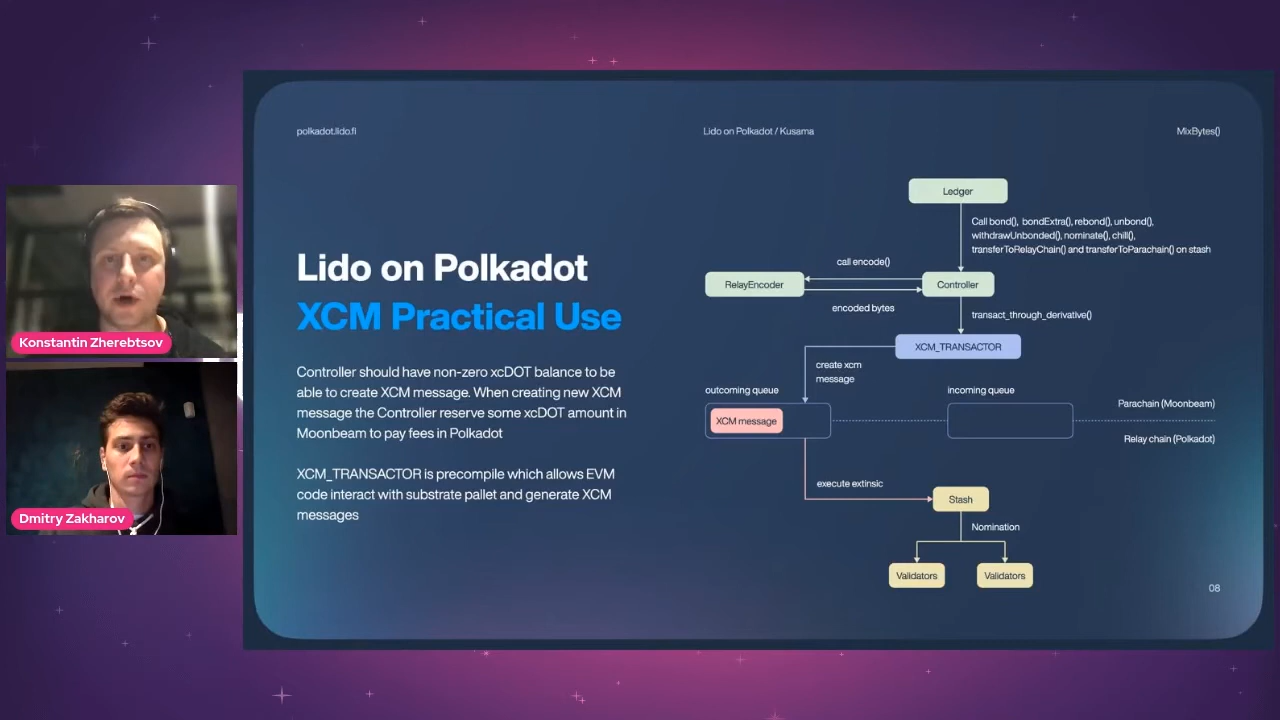 polkadot.lido.fi
Lido on Polkadot / Kusama
MixBytes()
Lido on Polkadot
XCM Practical Use
Controller should have non-zero xcDOT balance to be
able to create XCM message. When creating new XCM
message the Controller reserve some xcDOT amount in
Moonbeam to pay fees in Polkadot
XCM_TRANSACTOR is precompile which allows EVM
code interact with substrate pallet and generate XCM
messages
Ledger
Call bond(), bondExtra(), rebond(), unbond(),
withdrawUnbonded(), nominate(), chill(),
transferToRelayChain() and transferToParachain() on stash
call encode()
RelayEncoder
Controller
encoded bytes
transact_through_derivative()
XCM_TRANSACTOR
create xcm
message
outcoming queue
incoming queue
XCM message
Parachain (Moonbeam)
Relay chain (Polkadot)
execute extrinsic
Stash
Nomination
Validators
Validators
08
Konstantin Zherebtsov
Dmitry Zakharov